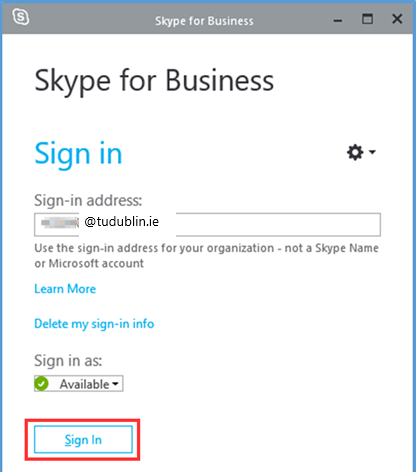 Skype for Business
Skype for Business
Sign in
Sign-in address:
@tudublin.ie
Use the sign-in address for your organization - not a Skype Name
or Microsoft account
Learn More
Delete my sign-in info
Sign in as:
Available
Sign In